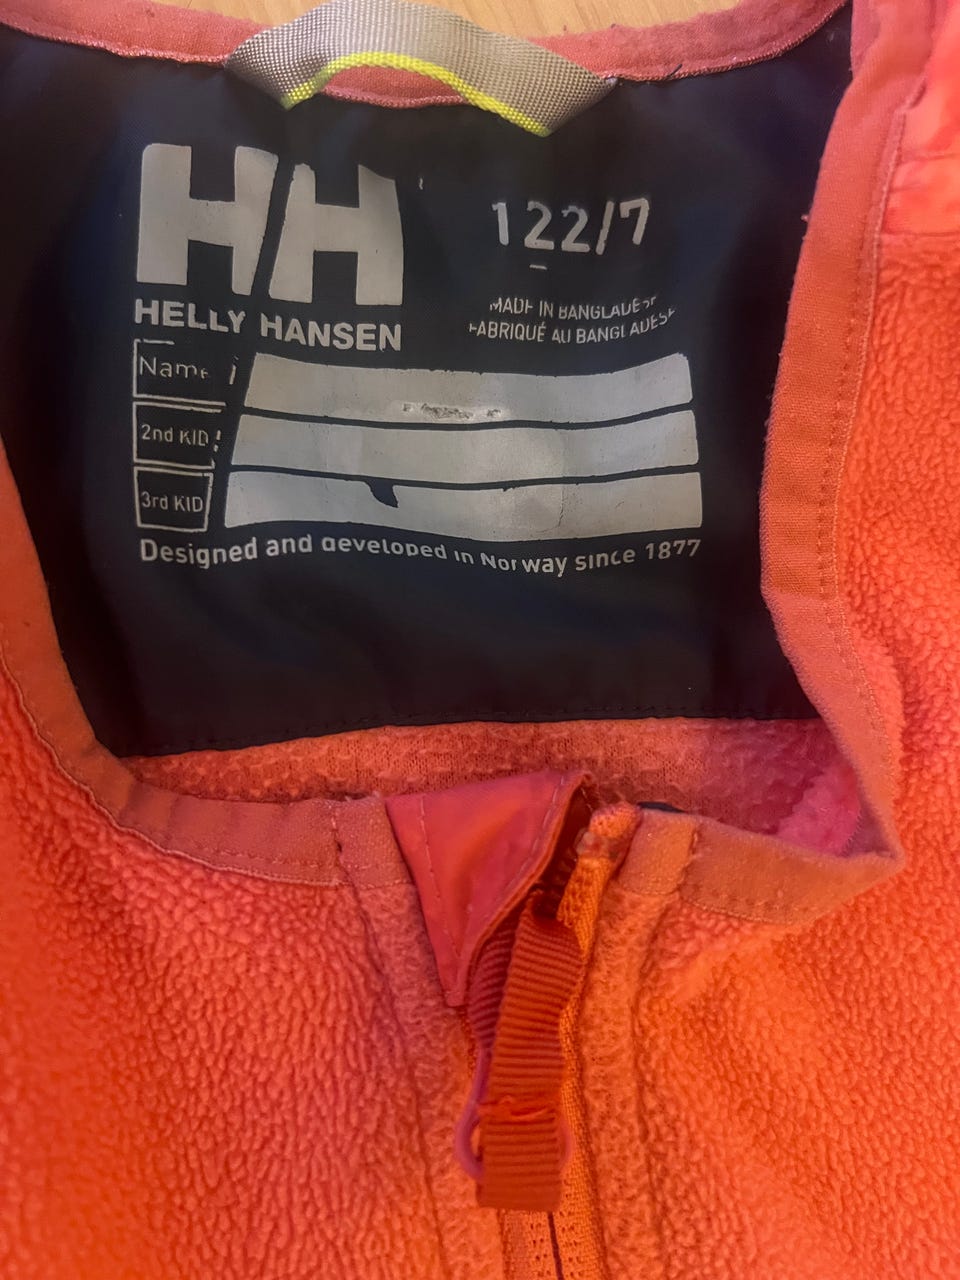 HH
122/7
HELLY HANSEN
MADE IN BANGLADESH
FABRIQUÉ AU BANGLADESH
Name
2nd KID
3rd KID
Designed and developed in Norway since 1877